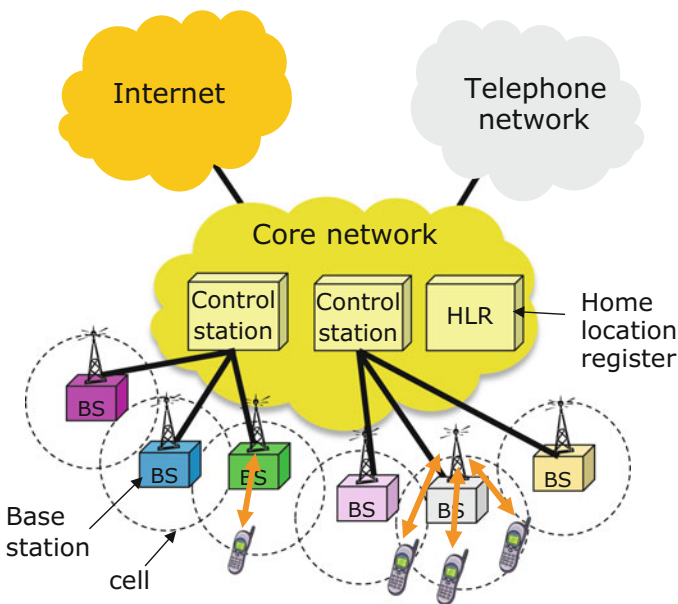 Internet
Telephone
network
Core network
Control
station
Control
station
HLR
Home
location
register
BS
BS
BS
BS
BS
BS
Base
station
cell